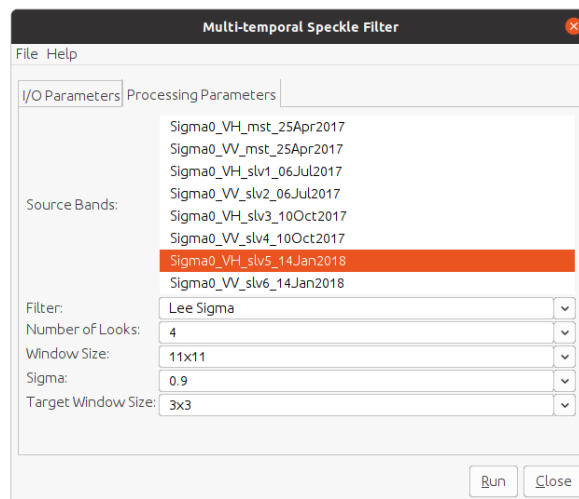 Multi-temporal Speckle Filter
File Help
I/O Parameters Processing Parameters
Source Bands:
Sigma0_VH_mst_25Apr2017
Sigma0_VV_mst_25Apr2017
Sigma0_VH_slv1_06Jul2017
Sigma0_VV_slv2_06Jul2017
Sigma0_VH_slv3_10Oct2017
Sigma0_VV_slv4_10Oct2017
Sigma0_VH_slv5_14Jan2018
Sigma0_VV_slv6_14Jan2018
Filter: Lee Sigma
Number of Looks: 4
Window Size: 11x11
Sigma: 0.9
Target Window Size: 3x3
Run Close